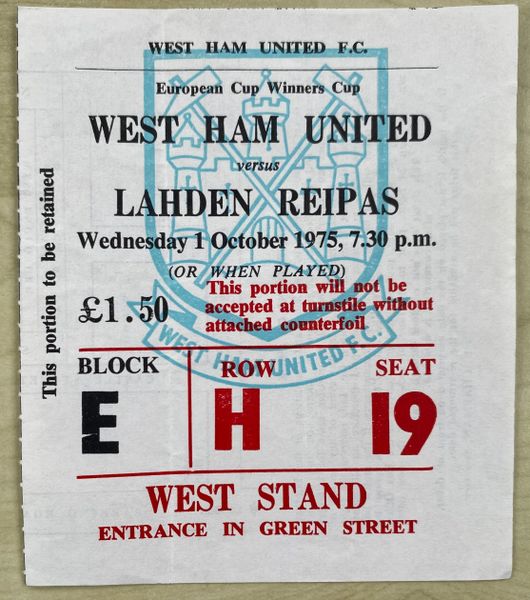 WEST HAM UNITED F.C.
European Cup Winners Cup
WEST HAM UNITED
versus
LAHDEN REIPAS
Wednesday 1 October 1975, 7.30 p.m.
(OR WHEN PLAYED)
£1.50
This portion will not be
accepted at turnstile without
attached counterfoil
WEST HAM UNITED F.C.
This portion to be retained
BLOCK ROW SEAT
E H 19
WEST STAND
ENTRANCE IN GREEN STREET